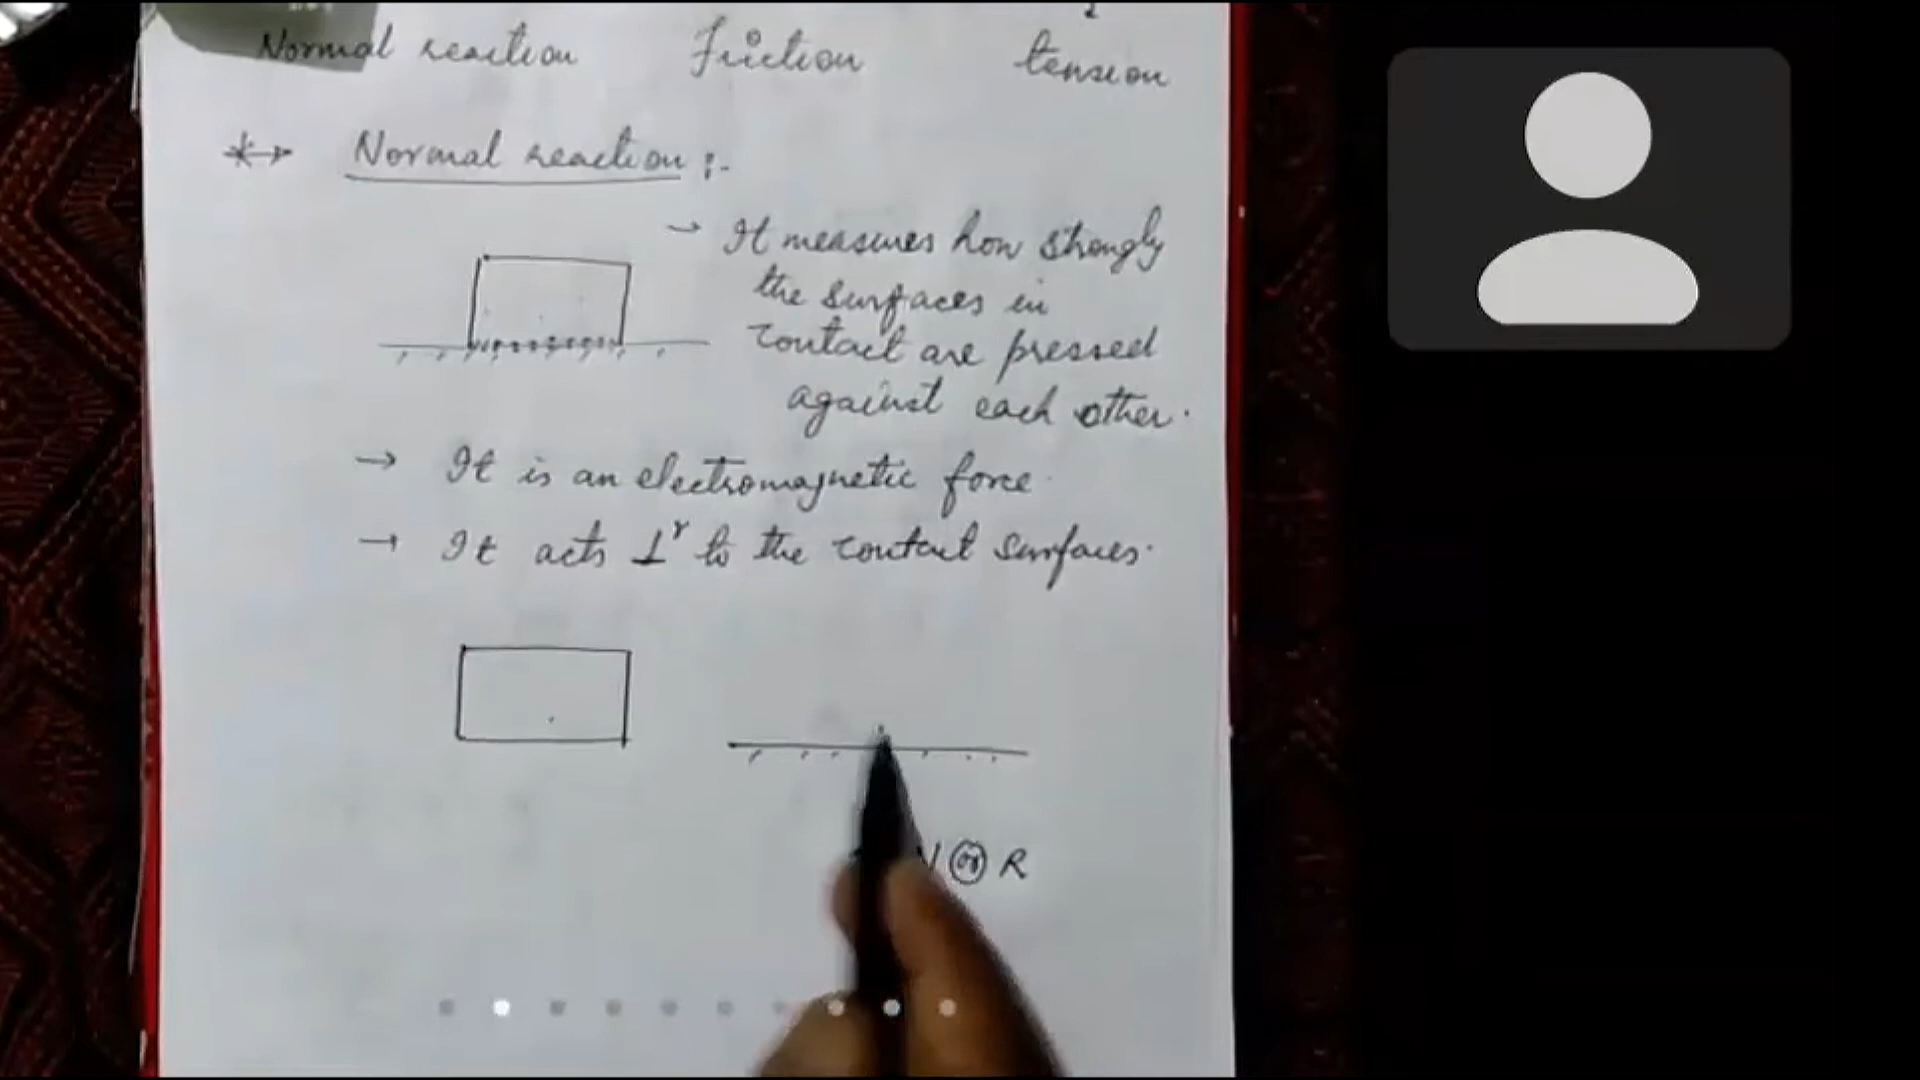 Normal reaction friction tension
Normal reaction :-
→ It measures how strongly
the surfaces in
contact are pressed
against each other.
→ It is an electromagnetic force.
→ It acts ⊥r to the contact surfaces.
N or R